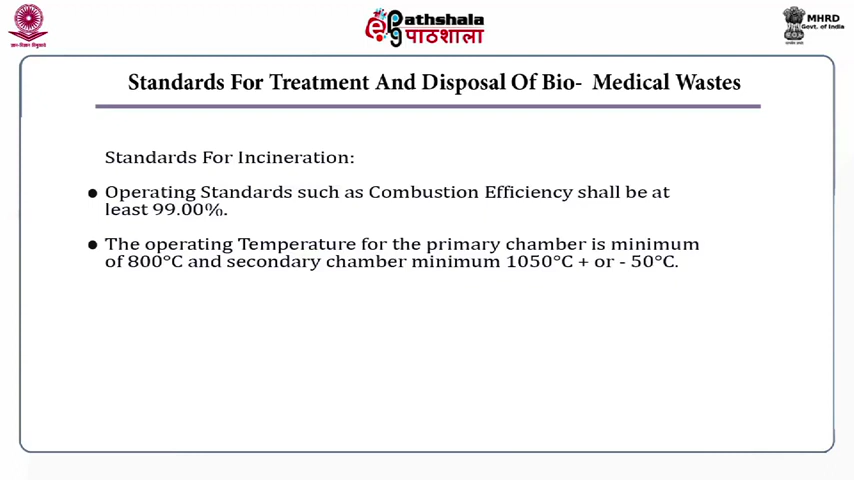 ePathshala
पाठशाला
MHRD
Govt. of India
Standards For Treatment And Disposal Of Bio- Medical Wastes
Standards For Incineration:
● Operating Standards such as Combustion Efficiency shall be at
least 99.00%.
● The operating Temperature for the primary chamber is minimum
of 800°C and secondary chamber minimum 1050°C + or - 50°C.